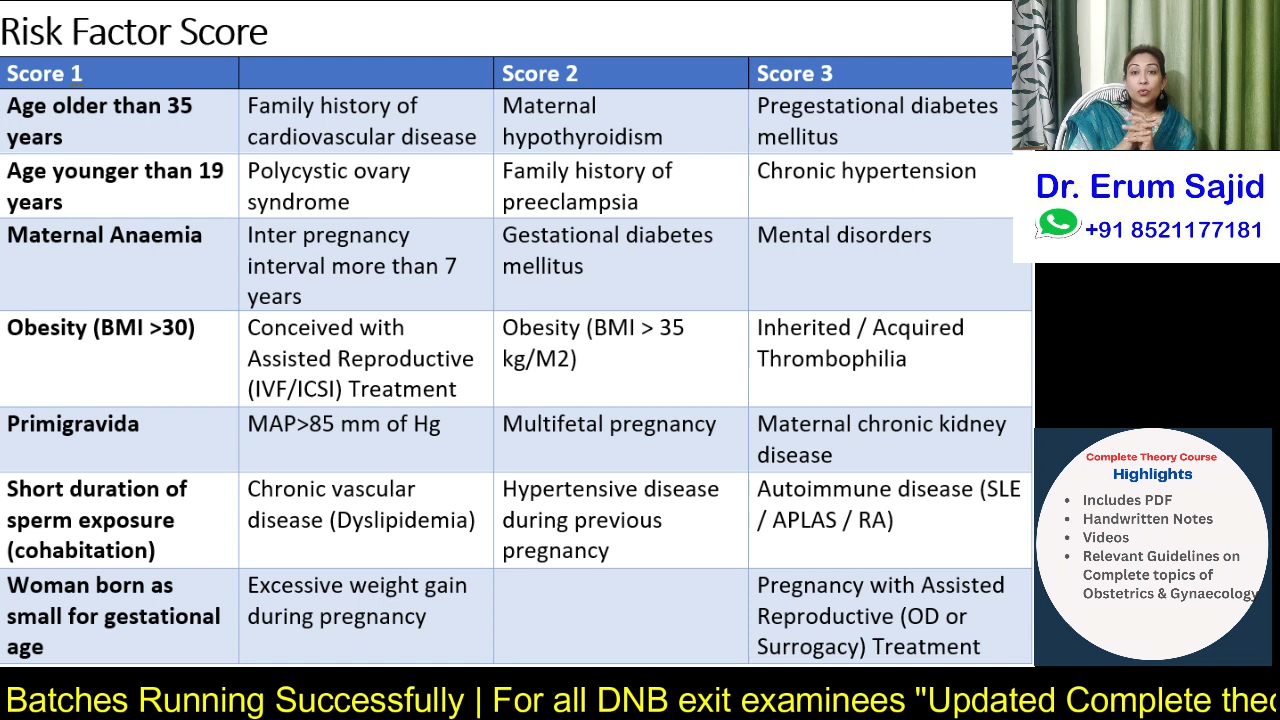 Risk Factor Score
Score 1
Score 2
Score 3
Age older than 35
years
Family history of
cardiovascular disease
Maternal
hypothyroidism
Pregestational diabetes
mellitus
Age younger than 19
years
Polycystic ovary
syndrome
Family history of
preeclampsia
Chronic hypertension
Maternal Anaemia
Inter pregnancy
interval more than 7
years
Gestational diabetes
mellitus
Mental disorders
Obesity (BMI >30)
Conceived with
Assisted Reproductive
(IVF/ICSI) Treatment
Obesity (BMI > 35
kg/M2)
Inherited / Acquired
Thrombophilia
Primigravida
MAP>85 mm of Hg
Multifetal pregnancy
Maternal chronic kidney
disease
Short duration of
sperm exposure
(cohabitation)
Chronic vascular
disease (Dyslipidemia)
Hypertensive disease
during previous
pregnancy
Autoimmune disease (SLE
/ APLAS / RA)
Woman born as
small for gestational
age
Excessive weight gain
during pregnancy
Pregnancy with Assisted
Reproductive (OD or
Surrogacy) Treatment
Dr. Erum Sajid
+91 8521177181
Complete Theory Course
Highlights
• Includes PDF
• Handwritten Notes
• Videos
• Relevant Guidelines on
Complete topics of
Obstetrics & Gynaecology
Batches Running Successfully | For all DNB exit examinees "Updated Complete